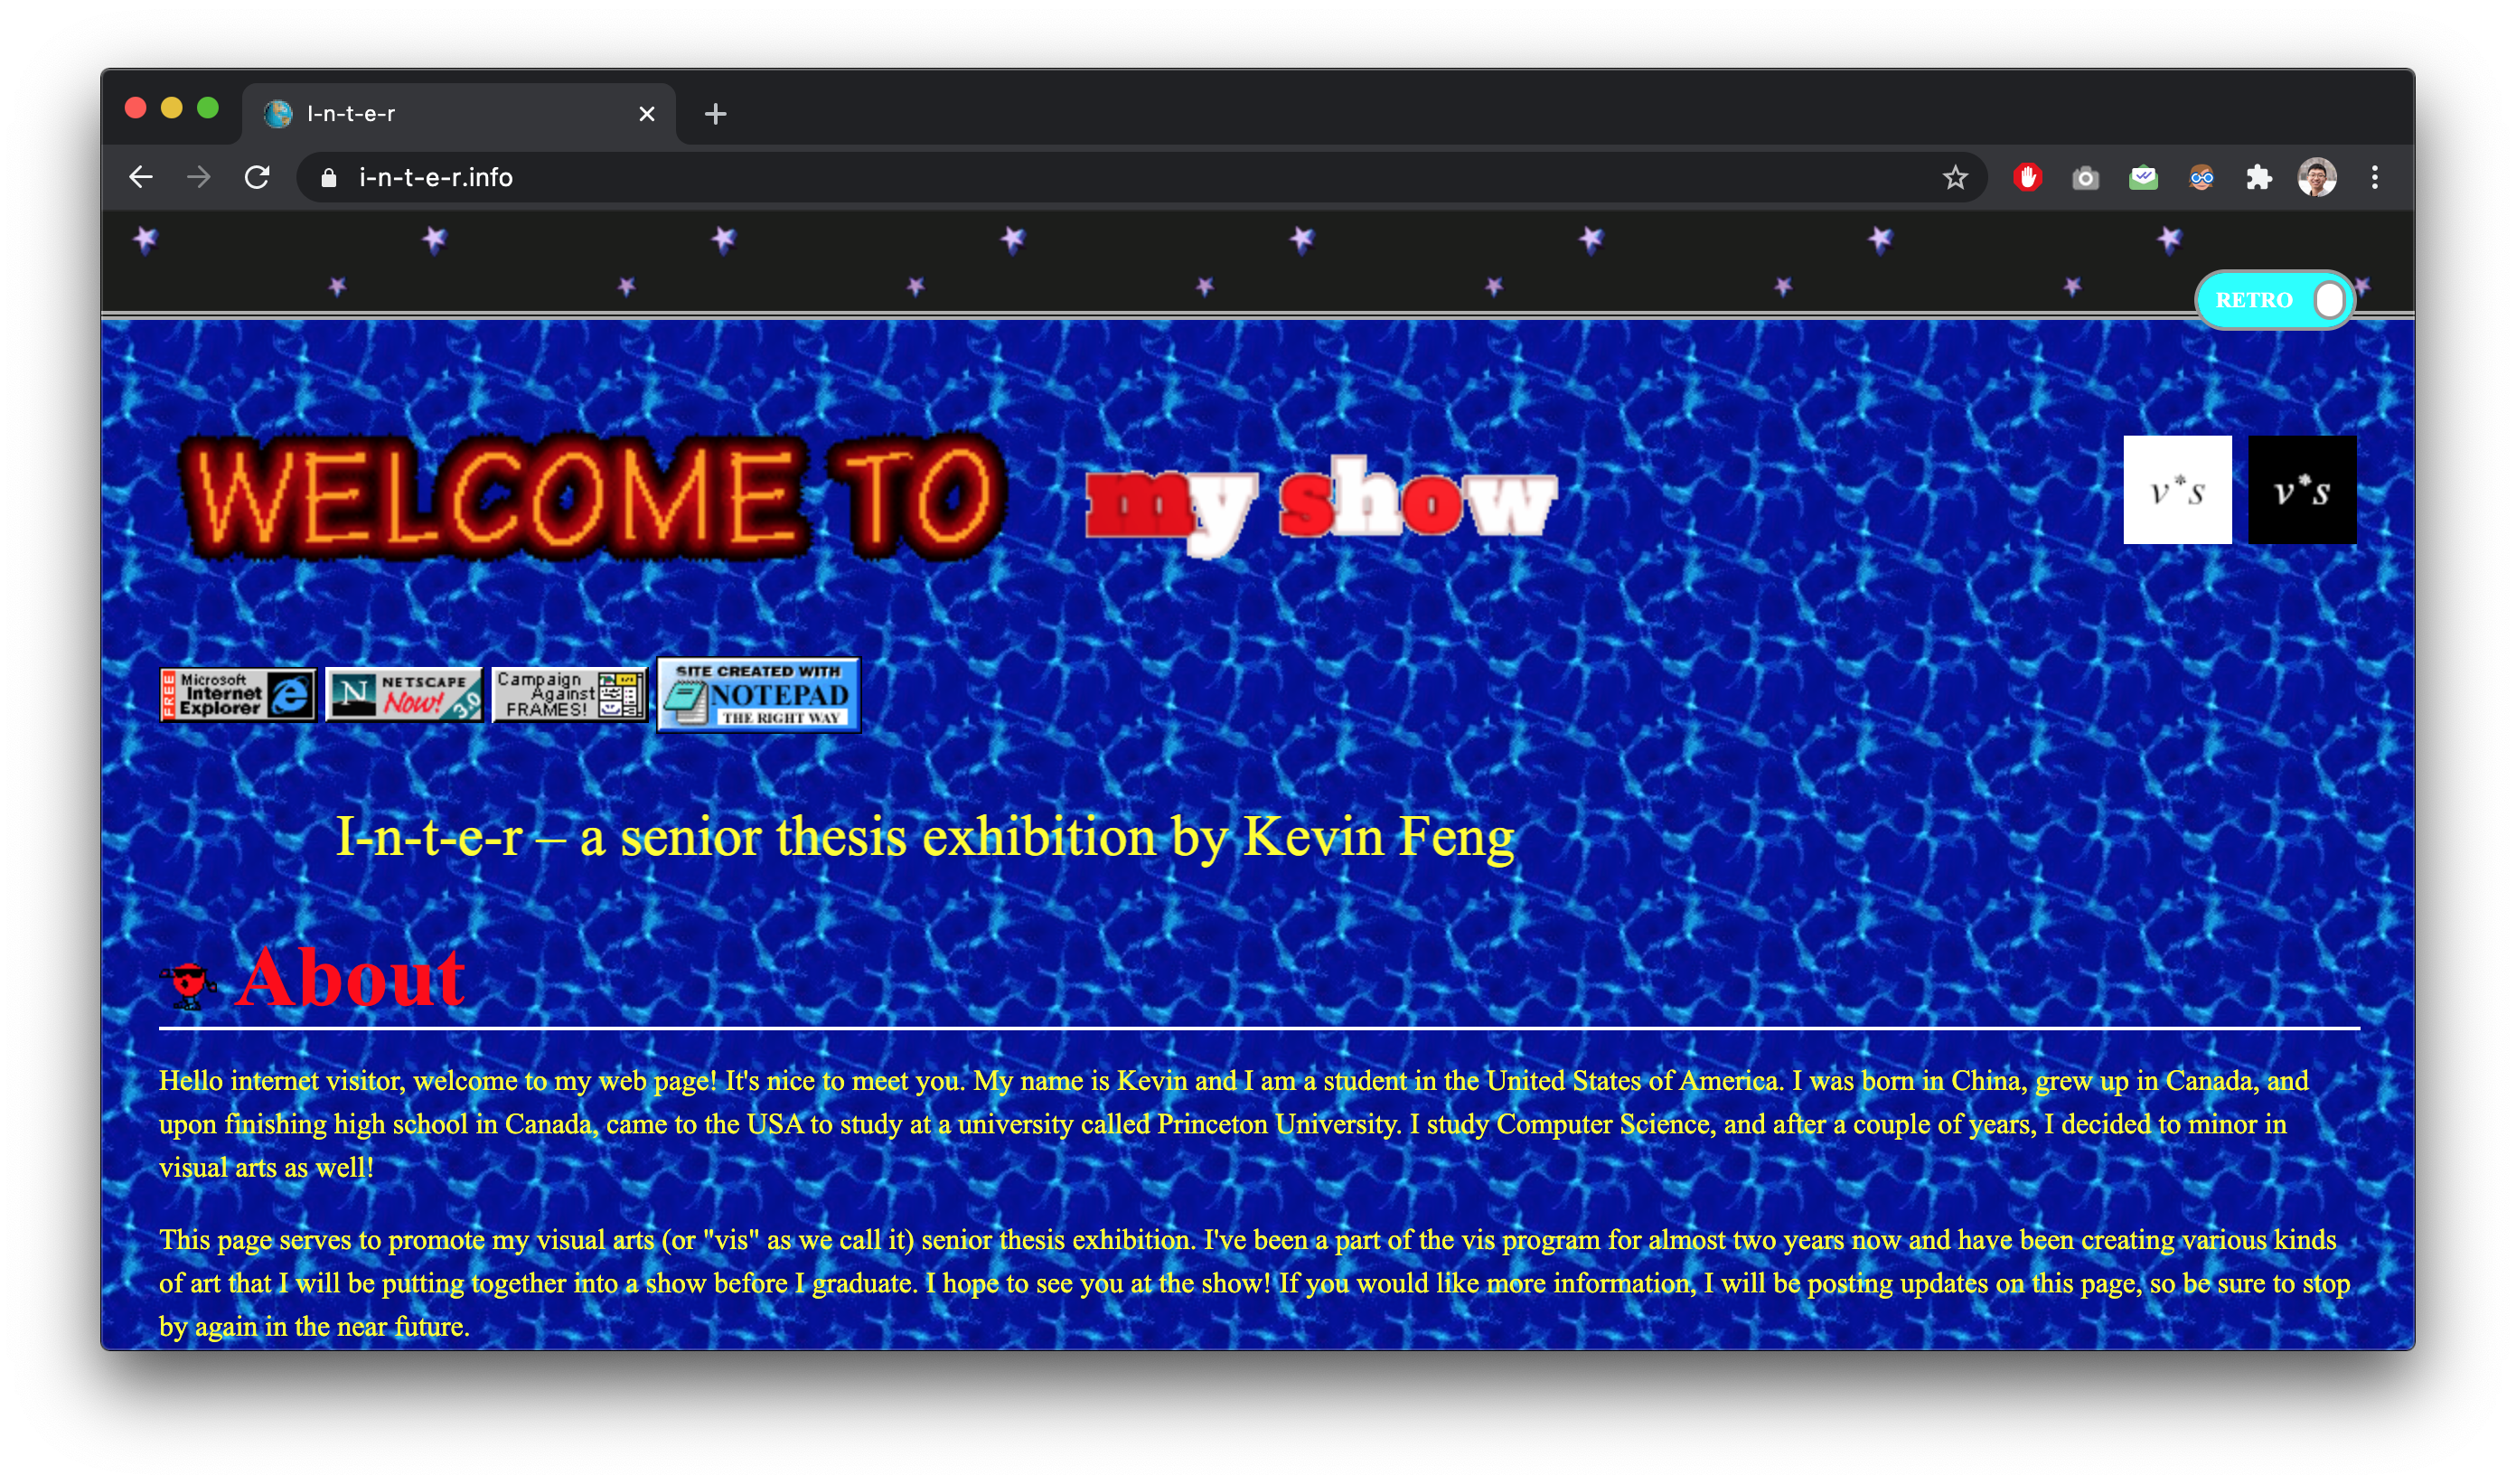 I-n-t-e-r
i-n-t-e-r.info
RETRO
WELCOME TO my show
v*s v*s
FREE Microsoft Internet Explorer
N NETSCAPE Now! 3.0
Campaign Against FRAMES!
SITE CREATED WITH NOTEPAD THE RIGHT WAY
I-n-t-e-r – a senior thesis exhibition by Kevin Feng
About
Hello internet visitor, welcome to my web page! It's nice to meet you. My name is Kevin and I am a student in the United States of America. I was born in China, grew up in Canada, and
upon finishing high school in Canada, came to the USA to study at a university called Princeton University. I study Computer Science, and after a couple of years, I decided to minor in
visual arts as well!
This page serves to promote my visual arts (or "vis" as we call it) senior thesis exhibition. I've been a part of the vis program for almost two years now and have been creating various kinds
of art that I will be putting together into a show before I graduate. I hope to see you at the show! If you would like more information, I will be posting updates on this page, so be sure to stop
by again in the near future.